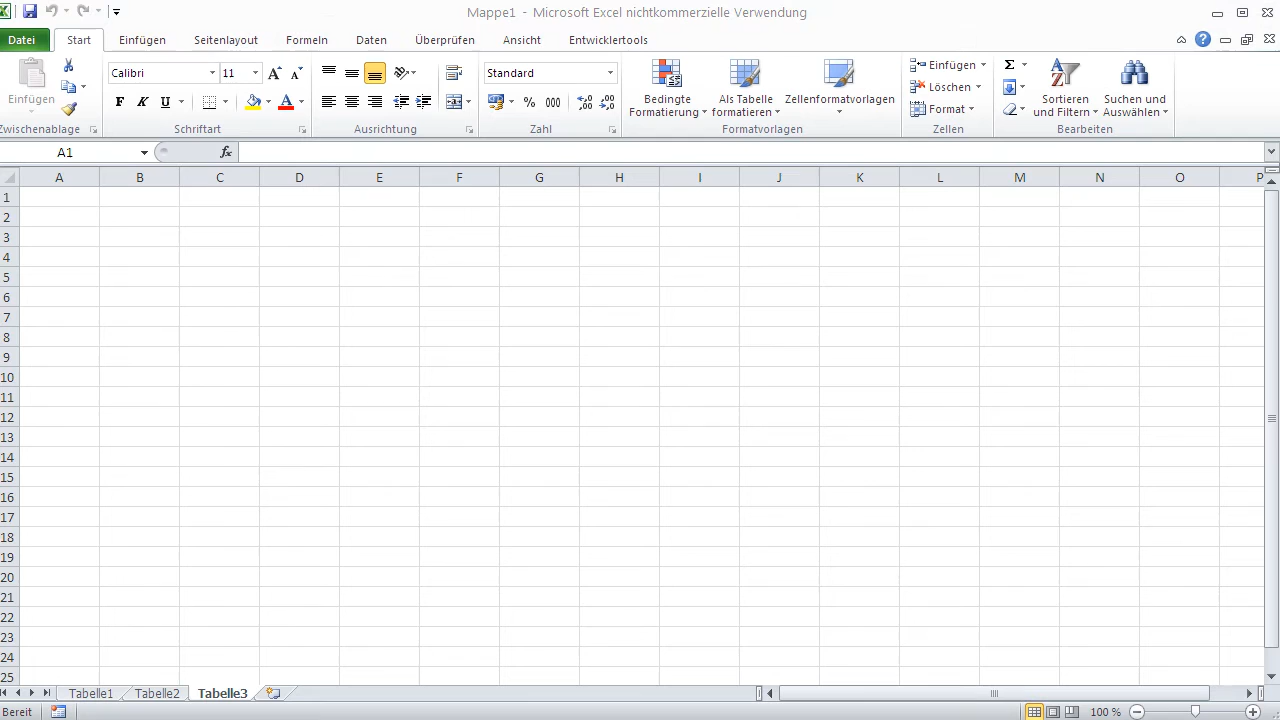 Mappe1 - Microsoft Excel nichtkommerzielle Verwendung
Datei Start Einfügen Seitenlayout Formeln Daten Überprüfen Ansicht Entwicklertools
Einfügen
Zwischenablage
Calibri 11
F K U
Schriftart
Ausrichtung
Standard
% 000
Zahl
Bedingte Formatierung
Als Tabelle formatieren
Zellenformatvorlagen
Formatvorlagen
Einfügen
Löschen
Format
Zellen
Σ
Sortieren und Filtern
Suchen und Auswählen
Bearbeiten
A1 fx
A B C D E F G H I J K L M N O P
1
2
3
4
5
6
7
8
9
10
11
12
13
14
15
16
17
18
19
20
21
22
23
24
25
Tabelle1 Tabelle2 Tabelle3
Bereit 100 %